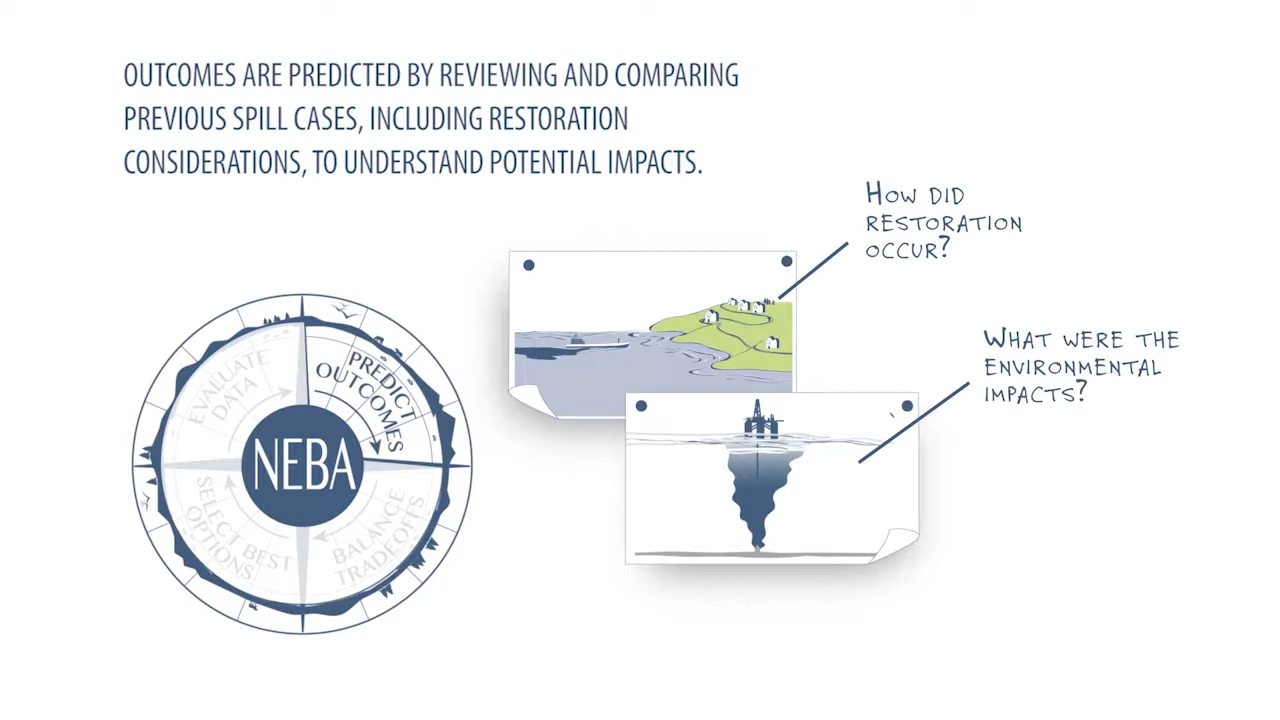 OUTCOMES ARE PREDICTED BY REVIEWING AND COMPARING
PREVIOUS SPILL CASES, INCLUDING RESTORATION
CONSIDERATIONS, TO UNDERSTAND POTENTIAL IMPACTS.
HOW DID
RESTORATION
OCCUR?
WHAT WERE THE
ENVIRONMENTAL
IMPACTS?
EVALUATE
DATA
PREDICT
OUTCOMES
NEBA
SELECT BEST
OPTIONS
BALANCE
TRADEOFFS